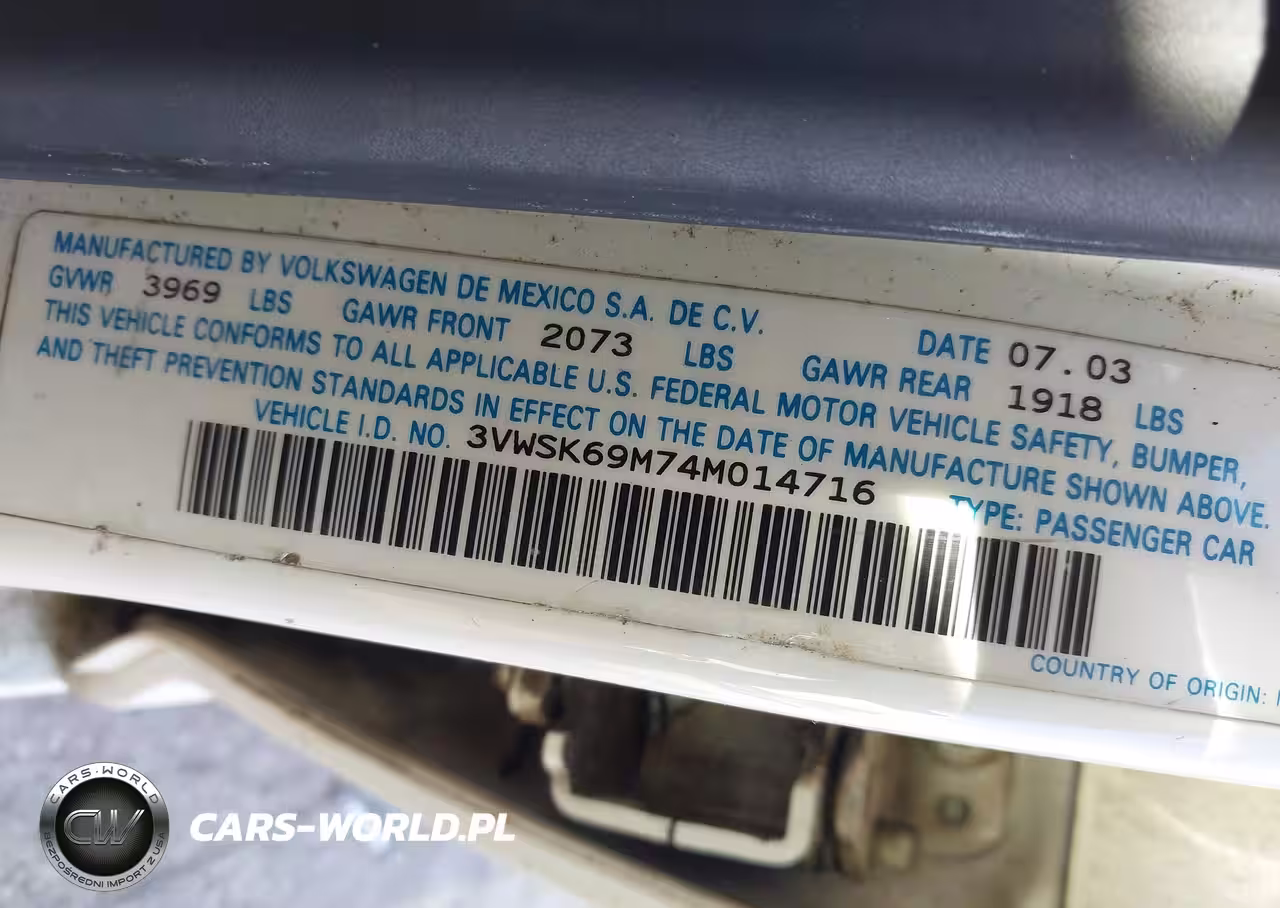 MANUFACTURED BY VOLKSWAGEN DE MEXICO S.A. DE C.V. DATE 07.03
GVWR 3969 LBS GAWR FRONT 2073 LBS GAWR REAR 1918 LBS
THIS VEHICLE CONFORMS TO ALL APPLICABLE U.S. FEDERAL MOTOR VEHICLE SAFETY, BUMPER,
AND THEFT PREVENTION STANDARDS IN EFFECT ON THE DATE OF MANUFACTURE SHOWN ABOVE.
VEHICLE I.D. NO. 3VWSK69M74M014716 TYPE: PASSENGER CAR
COUNTRY OF ORIGIN:
CARS-WORLD
CW
BEZPOŚREDNI IMPORT Z USA
CARS-WORLD.PL